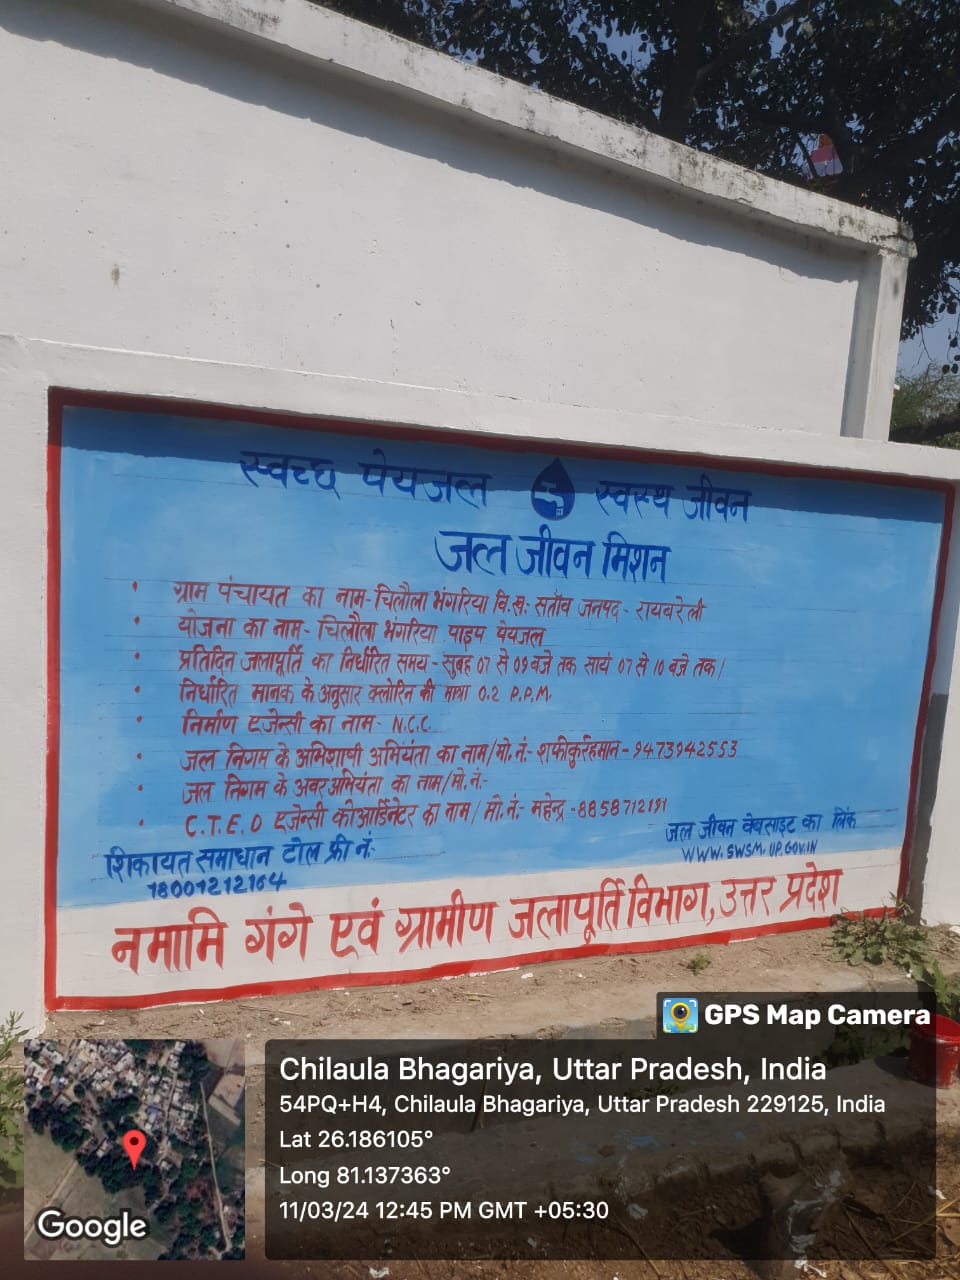 स्वच्छ पेयजल स्वस्थ जीवन
जल जीवन मिशन
• ग्राम पंचायत का नाम-चिलौला भंगरिया वि.ख: सताँव जनपद - रायबरेली
• योजना का नाम- चिलौला भंगरिया पाइप पेयजल
• प्रतिदिन जलापूर्ति का निर्धारित समय - सुबह 07 से 09 बजे तक सायं 07 से 10 बजे तक।
• निर्धारित मानक के अनुसार क्लोरिन की मात्रा 0.2 P.P.M.
• निर्माण एजेन्सी का नाम- N.C.C.
• जल निगम के अभिशाषी अभियंता का नाम/मो.नं.- शफीकुर्रहमान - 9473942553
• जल निगम के अवर अभियंता का नाम/मो.नं.-
• C.T.E.D एजेन्सी कोआर्डिनेटर का नाम/ मो.नं.- महेन्द्र -8858712191
जल जीवन वेबसाइट का लिंक
WWW.SWSM.UP.GOV.IN
शिकायत समाधान टोल फ्री नं.:
18001212164
नमामि गंगे एवं ग्रामीण जलापूर्ति विभाग, उत्तर प्रदेश
GPS Map Camera
Chilaula Bhagariya, Uttar Pradesh, India
54PQ+H4, Chilaula Bhagariya, Uttar Pradesh 229125, India
Lat 26.186105°
Long 81.137363°
11/03/24 12:45 PM GMT +05:30
Google